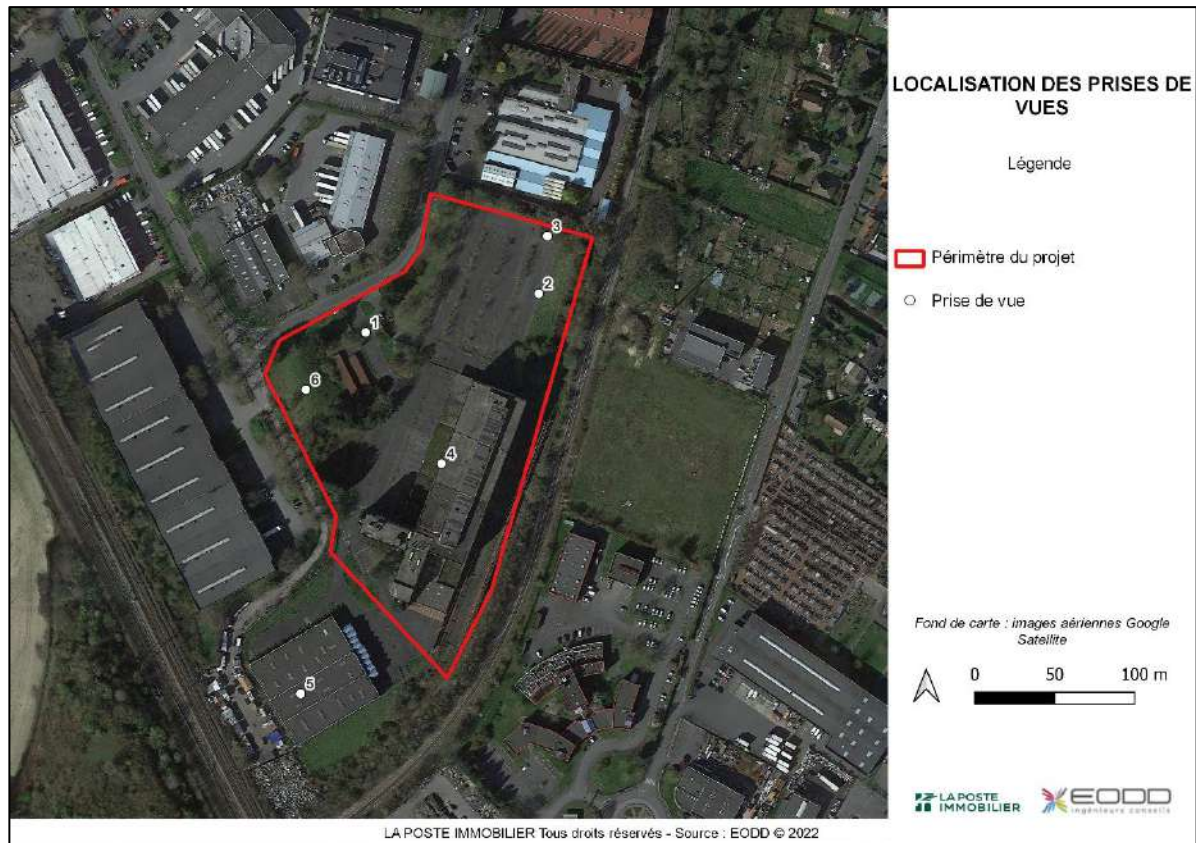 LOCALISATION DES PRISES DE
VUES
Légende
Périmètre du projet
Prise de vue
3
2
1
6
4
5
Fond de carte : images aériennes Google
Satellite
0 50 100 m
LA POSTE
IMMOBILIER
EODD
ingénieurs conseils
LA POSTE IMMOBILIER Tous droits réservés - Source : EODD © 2022